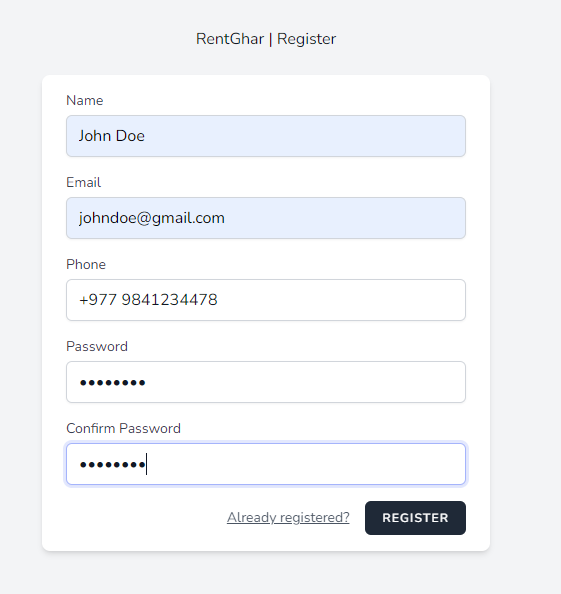 RentGhar | Register
Name
John Doe
Email
johndoe@gmail.com
Phone
+977 9841234478
Password
••••••••
Confirm Password
••••••••
Already registered? REGISTER